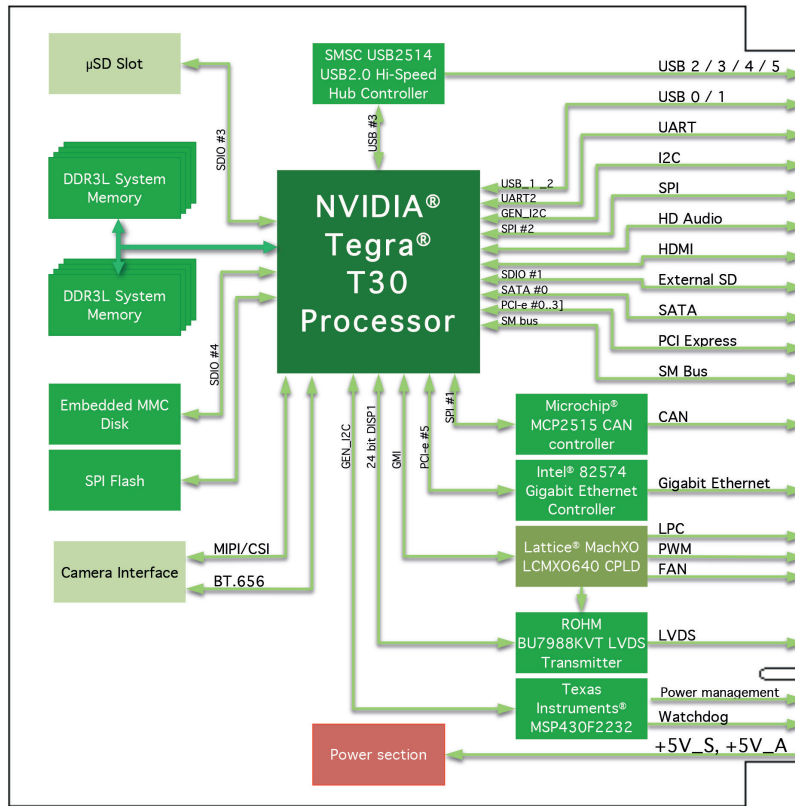 µSD Slot
SMSC USB2514
USB2.0 Hi-Speed
Hub Controller
USB 2 / 3 / 4 / 5
USB 0 / 1
UART
I2C
SPI
HD Audio
HDMI
External SD
SATA
PCI Express
SM Bus
SDIO #3
USB #3
DDR3L System
Memory
DDR3L System
Memory
NVIDIA®
Tegra®
T30
Processor
USB_1 _2
UART2
GEN_I2C
SPI #2
SDIO #1
SATA #0
PCI-e #0..3]
SM bus
SDIO #4
Embedded MMC
Disk
SPI Flash
GEN_I2C
24 bit DISP1
GMI
PCI-e #5
SPI #1
Microchip®
MCP2515 CAN
controller
CAN
Intel® 82574
Gigabit Ethernet
Controller
Gigabit Ethernet
Camera Interface
MIPI/CSI
BT.656
Lattice® MachXO
LCMXO640 CPLD
LPC
PWM
FAN
ROHM
BU7988KVT LVDS
Transmitter
LVDS
Texas
Instruments®
MSP430F2232
Power management
Watchdog
Power section
+5V_S, +5V_A